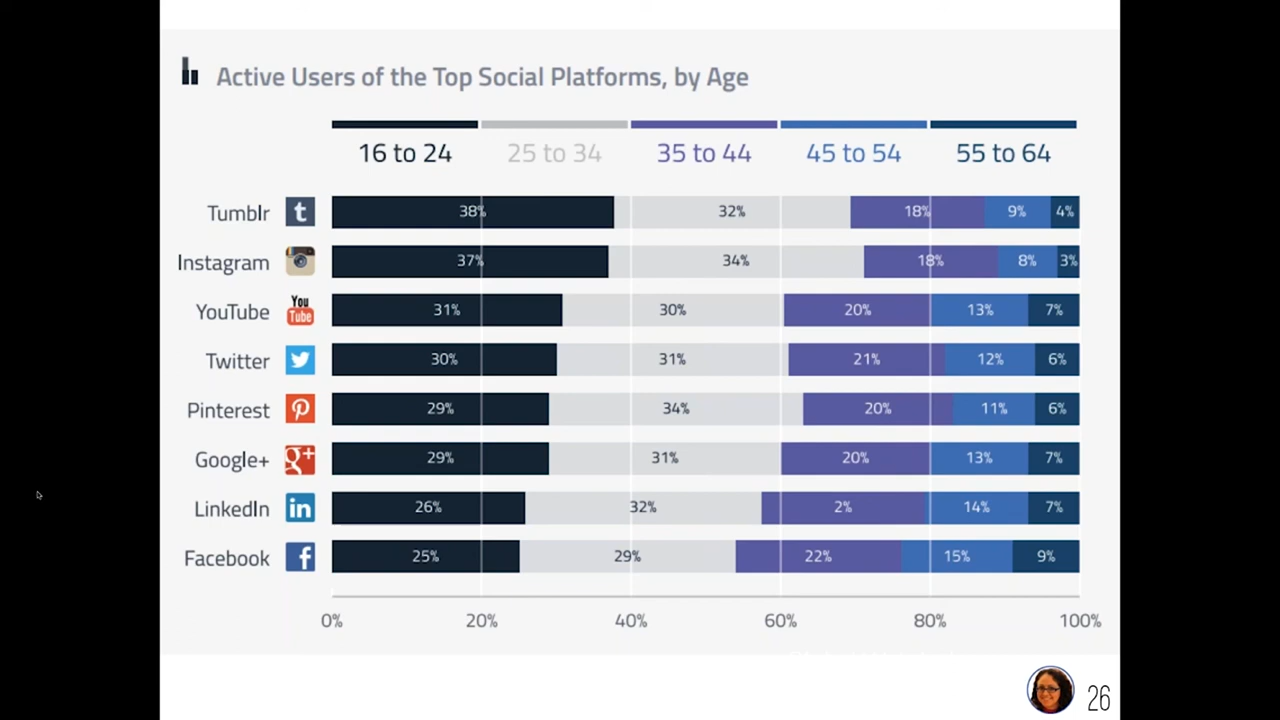 Active Users of the Top Social Platforms, by Age
16 to 24 25 to 34 35 to 44 45 to 54 55 to 64
Tumblr t 38% 32% 18% 9% 4%
Instagram 37% 34% 18% 8% 3%
YouTube You Tube 31% 30% 20% 13% 7%
Twitter 30% 31% 21% 12% 6%
Pinterest 29% 34% 20% 11% 6%
Google+ g+ 29% 31% 20% 13% 7%
LinkedIn in 26% 32% 2% 14% 7%
Facebook f 25% 29% 22% 15% 9%
0% 20% 40% 60% 80% 100%
26